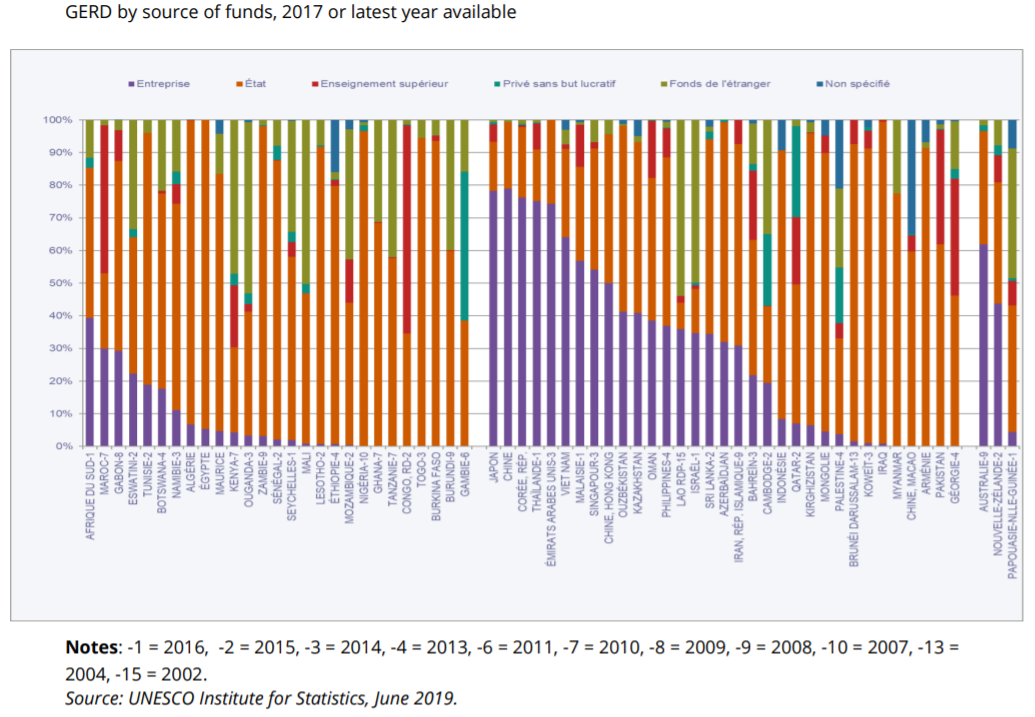 GERD by source of funds, 2017 or latest year available
Entreprise État Enseignement supérieur Privé sans but lucratif Fonds de l'étranger Non spécifié
100%
90%
80%
70%
60%
50%
40%
30%
20%
10%
0%
AFRIQUE DU SUD-1
MAROC-7
GABON-8
ESWATINI-2
TUNISIE-2
BOTSWANA-4
NAMIBIE-3
ALGÉRIE
ÉGYPTE
MAURICE
KENYA-7
OUGANDA-3
ZAMBIE-9
SÉNÉGAL-2
SEYCHELLES-1
MALI
LESOTHO-2
ÉTHIOPIE-4
MOZAMBIQUE-2
NIGERIA-10
GHANA-7
TANZANIE-7
CONGO, RD-2
TOGO-3
BURKINA FASO
BURUNDI-9
GAMBIE-6
JAPON
CHINE
CORÉE, RÉP.
THAÏLANDE-1
ÉMIRATS ARABES UNIS-3
VIET NAM
MALAISIE-1
SINGAPOUR-3
CHINE, HONG KONG
OUZBÉKISTAN
KAZAKHSTAN
OMAN
PHILIPPINES-4
LAO RDP-15
ISRAËL-1
SRI LANKA-2
AZERBAÏDJAN
IRAN, RÉP. ISLAMIQUE-9
BAHREÏN-3
CAMBODGE-2
INDONÉSIE
QATAR-2
KIRGHIZISTAN
MONGOLIE
PALESTINE-4
BRUNÉI DARUSSALAM-13
KOWEÏT-3
IRAQ
MYANMAR
CHINE, MACAO
ARMÉNIE
PAKISTAN
GÉORGIE-4
AUSTRALIE-9
NOUVELLE-ZÉLANDE-2
PAPOUASIE-NLLE-GUINÉE-1
Notes: -1 = 2016, -2 = 2015, -3 = 2014, -4 = 2013, -6 = 2011, -7 = 2010, -8 = 2009, -9 = 2008, -10 = 2007, -13 =
2004, -15 = 2002.
Source: UNESCO Institute for Statistics, June 2019.